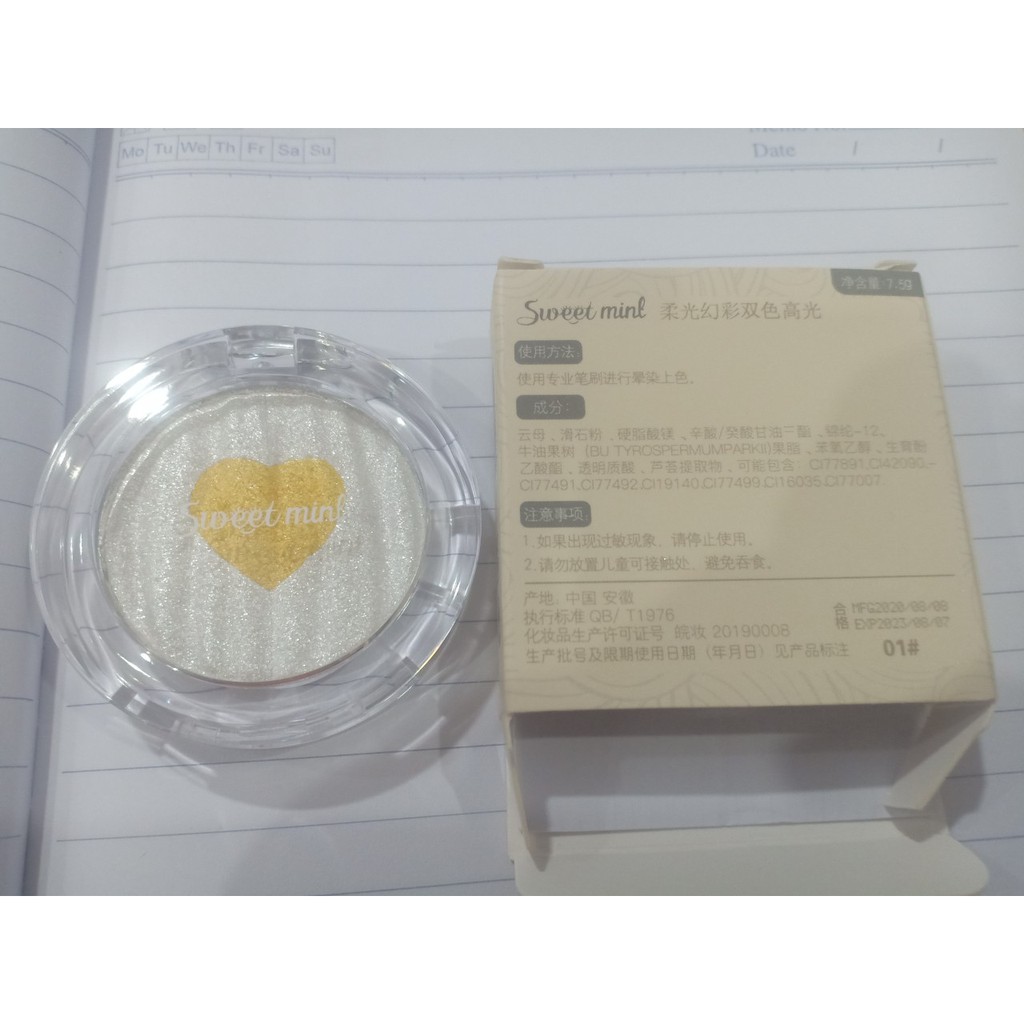 Mo Tu We Th Fr Sa Su
Date / /
Sweet mint
净含量:7.5g
Sweet mint 柔光幻彩双色高光
使用方法:
使用专业笔刷进行晕染上色。
成分:
云母、滑石粉、硬脂酸镁、辛酸/癸酸甘油三酯、锦纶-12、
牛油果树（BU TYROSPERMUMPARKII)果脂、苯氧乙醇、生育酚
乙酸酯、透明质酸、芦荟提取物，可能包含：CI77891,CI42090,-
CI77491,CI77492,CI19140,CI77499,CI16035,CI77007.
注意事项:
1.如果出现过敏现象，请停止使用。
2.请勿放置儿童可接触处，避免吞食。
产地: 中国 安徽
执行标准 QB/ T1976
化妆品生产许可证号 皖妆 20190008
生产批号及限期使用日期（年月日）见产品标注
合格 MFG2020/08/08
EXP2023/08/07
01#